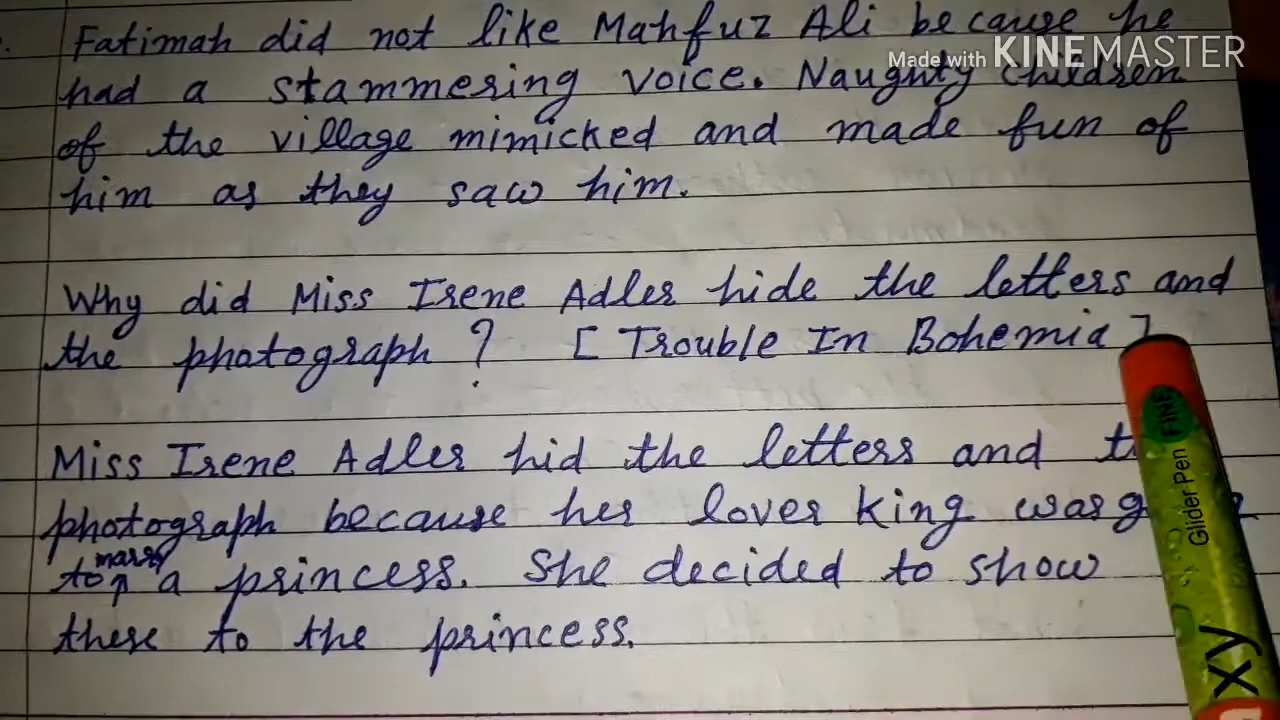 Fatimah did not like Mahfuz Ali because he
Made with KINEMASTER
had a stammering voice. Naughty children
of the village mimicked and made fun of
him as they saw him.
Why did Miss Irene Adler hide the letters and
the photograph ? [ Trouble In Bohemia ]
Miss Irene Adler hid the letters and
photograph because her lover king was
to marry a princess. She decided to show
these to the princess.
Glider Pen FINE
xy